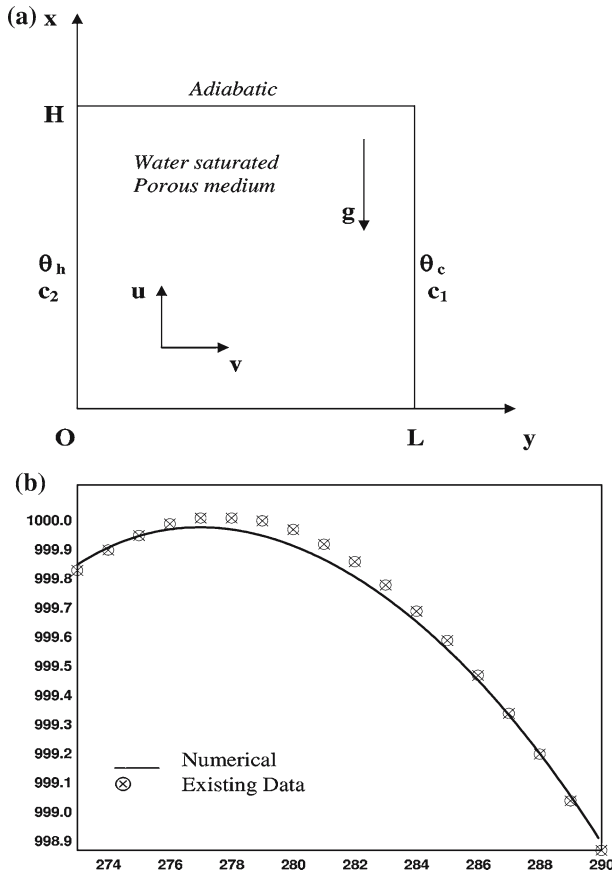 (a) x
Adiabatic
H
Water saturated
Porous medium
g
θh θc
c2 u c1
v
O L y
(b)
1000.0
999.9
999.8
999.7
999.6
999.5
999.4
999.3
999.2
999.1
999.0
998.9
Numerical
Existing Data
274 276 278 280 282 284 286 288 290